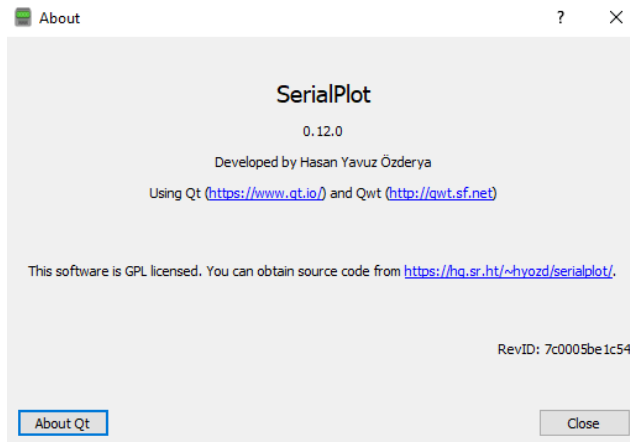 About
SerialPlot
0.12.0
Developed by Hasan Yavuz Özderya
Using Qt (https://www.qt.io/) and Qwt (http://qwt.sf.net)
This software is GPL licensed. You can obtain source code from https://hg.sr.ht/~hyozd/serialplot/.
RevID: 7c0005be1c54
About Qt Close